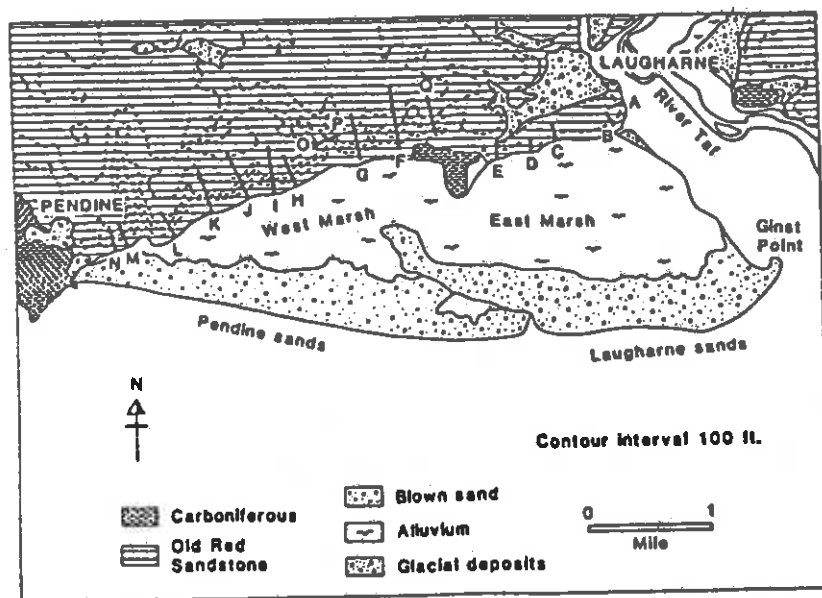 LAUGHARNE
A
River Taf
Q
P
O
B
C
D
E
F
G
H
I
J
K
L
M
N
PENDINE
West Marsh
East Marsh
Ginst
Point
Pendine sands
Laugharne sands
N
Contour interval 100 ft.
Carboniferous
Old Red
Sandstone
Blown sand
Alluvium
Glacial deposits
0 1
Mile